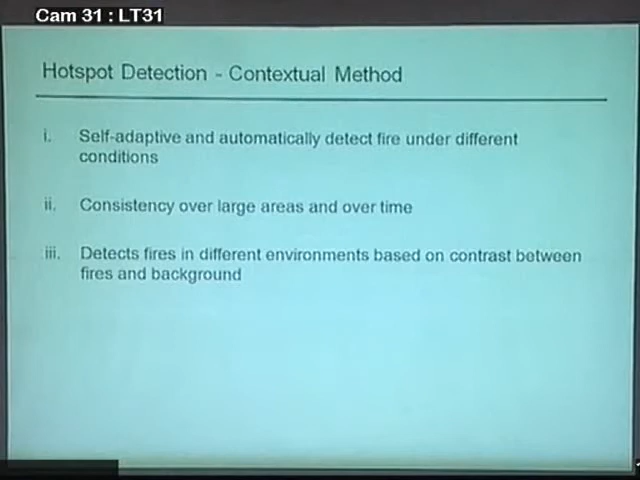 Cam 31 : LT31
Hotspot Detection - Contextual Method
i. Self-adaptive and automatically detect fire under different
conditions
ii. Consistency over large areas and over time
iii. Detects fires in different environments based on contrast between
fires and background